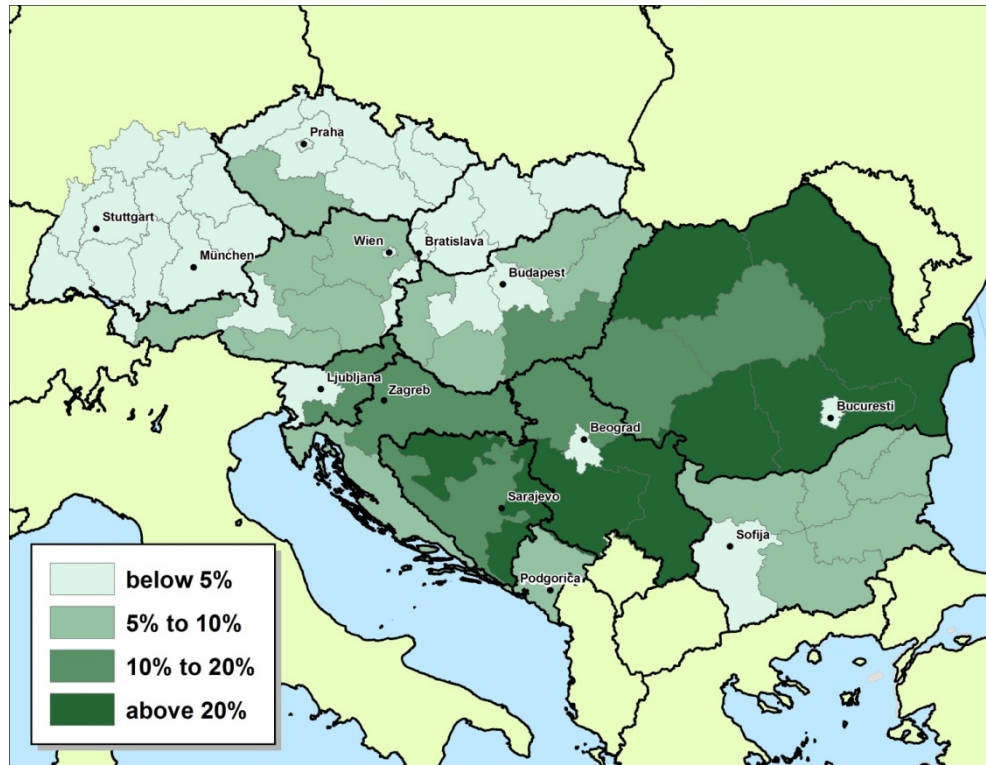 Praha
Stuttgart
Wien
Bratislava
München
Budapest
Ljubljana
Zagreb
Bucuresti
Beograd
Sarajevo
Sofija
Podgorica
below 5%
5% to 10%
10% to 20%
above 20%